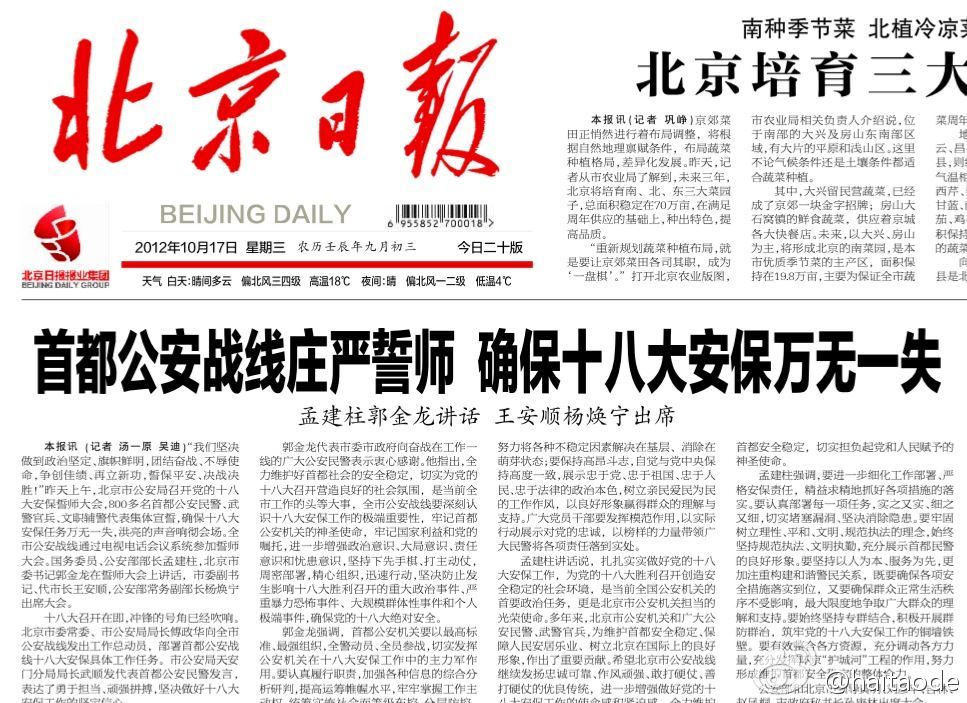 北京日报
BEIJING DAILY
6 955852 700018 >
2012年10月17日 星期三 农历壬辰年九月初三 今日二十版
北京日报报业集团
BEIJING DAILY GROUP
天气 白天:晴间多云 偏北风三四级 高温18℃ 夜间:晴 偏北风一二级 低温4℃
南种季节菜 北植冷凉菜
北京培育三大
本报讯(记者 巩峥)京郊菜
田正悄然进行着布局调整,将根
据自然地理禀赋条件,布局蔬菜
种植格局,差异化发展。昨天,记
者从市农业局了解到,未来三年,
北京将培育南、北、东三大菜园
子,总面积稳定在70万亩,在满足
周年供应的基础上,种出特色,提
高品质。
“重新规划蔬菜种植布局,就
是要让京郊菜田各司其职,成为
‘一盘棋’。”打开北京农业版图,
市农业局相关负责人介绍说,位
于南部的大兴及房山东南部区
域,有大片的平原和浅山区。这里
不论气候条件还是土壤条件都适
合蔬菜种植。
其中,大兴留民营蔬菜,已经
成了京郊一块金字招牌;房山大
石窝镇的鲜食蔬菜,供应着京城
各大快餐店。未来,以大兴、房山
为主,将形成北京的南菜园,是本
市优质季节菜的主产区,面积保
持在19.8万亩,主要为保证全市蔬
菜周年
地
云、昌
县,则
气温相
西芹、
甘蓝、
茄、鸡
积保持
的蔬菜
向
县是北
首都公安战线庄严誓师 确保十八大安保万无一失
孟建柱郭金龙讲话 王安顺杨焕宁出席
本报讯(记者 汤一原 吴迪)“我们坚决
做到政治坚定、旗帜鲜明,团结奋战、不辱使
命,争创佳绩、再立新功,誓保平安、决战决
胜!”昨天上午,北京市公安局召开党的十八
大安保誓师大会,800多名首都公安民警、武
警官兵、文职辅警代表集体宣誓,确保十八大
安保任务万无一失,洪亮的声音响彻会场。全
市公安战线通过电视电话会议系统参加誓师
大会。国务委员、公安部部长孟建柱,北京市
委书记郭金龙在誓师大会上讲话,市委副书
记、代市长王安顺,公安部常务副部长杨焕宁
出席大会。
十八大召开在即,冲锋的号角已经吹响。
北京市委常委、市公安局局长傅政华向全市
公安战线发出工作总动员,部署首都公安战
线十八大安保具体工作任务。市公安局天安
门分局局长武顺发代表首都公安民警发言,
表达了勇于担当、顽强拼搏,坚决做好十八大
安保工作的坚定信心。
郭金龙代表市委市政府向奋战在工作一
线的广大公安民警表示衷心感谢。他指出,全
力维护好首都社会的安全稳定,切实为党的
十八大召开营造良好的社会氛围,是当前全
市工作的头等大事,全市公安战线要深刻认
识十八大安保工作的极端重要性,牢记首都
公安机关的神圣使命,牢记国家利益和党的
嘱托,进一步增强政治意识、大局意识、责任
意识和忧患意识,坚持下先手棋,打主动仗,
周密部署,精心组织,迅速行动,坚决防止发
生影响十八大胜利召开的重大政治事件、严
重暴力恐怖事件、大规模群体性事件和个人
极端事件,确保党的十八大绝对安全。
郭金龙强调,首都公安机关要以最高标
准、最强组织,全警动员、全员参战,切实发挥
公安机关在十八大安保工作中的主力军作
用。要认真履行职责,加强各种信息的综合分
析研判,提高运筹帷幄水平,牢牢掌握工作主
动权,统筹实施社会面等级布控、分层防控,
努力将各种不稳定因素解决在基层、消除在
萌芽状态;要保持高昂斗志,自觉与党中央保
持高度一致,展示忠于党、忠于祖国、忠于人
民、忠于法律的政治本色,树立亲民爱民为民
的工作作风,以良好形象赢得群众的理解与
支持。广大党员干部要发挥模范作用,以实际
行动展示对党的忠诚,以榜样的力量带领广
大民警将各项责任落到实处。
孟建柱讲话说,扎扎实实做好党的十八
大安保工作,为党的十八大胜利召开创造安
全稳定的社会环境,是当前全国公安机关的
首要政治任务,更是北京市公安机关担当的
光荣使命。多年来,北京市公安机关和广大公
安民警、武警官兵,为维护首都安全稳定、保
障人民安居乐业、树立北京在国际上的良好
形象,作出了重要贡献。希望北京市公安战线
继续发扬忠诚可靠、作风顽强、敢打硬仗、善
打硬仗的优良传统,进一步增强做好党的十
八大安保工作的使命感和紧迫感,全力维护
首都安全稳定,切实担负起党和人民赋予的
神圣使命。
孟建柱强调,要进一步细化工作部署,严
格安保责任,精益求精地抓好各项措施的落
实。要认真部署每一项任务,实之又实、细之
又细,切实堵塞漏洞、坚决消除隐患。要牢固
树立理性、平和、文明、规范执法的理念,始终
坚持规范执法、文明执勤,充分展示首都民警
的良好形象。要坚持以人为本、服务为先,更
加注重构建和谐警民关系,既要确保各项安
全措施落实到位,又要确保群众正常生活秩
序不受影响,最大限度地争取广大群众的理
解和支持。要始终坚持专群结合,积极开展群
防群治,筑牢党的十八大安保工作的铜墙铁
壁。要有效整合各方资源,充分调动各方力
量,充分发挥“护城河”工程的作用,努力
形成维护首都安全稳定的强大合力。
@haitaode